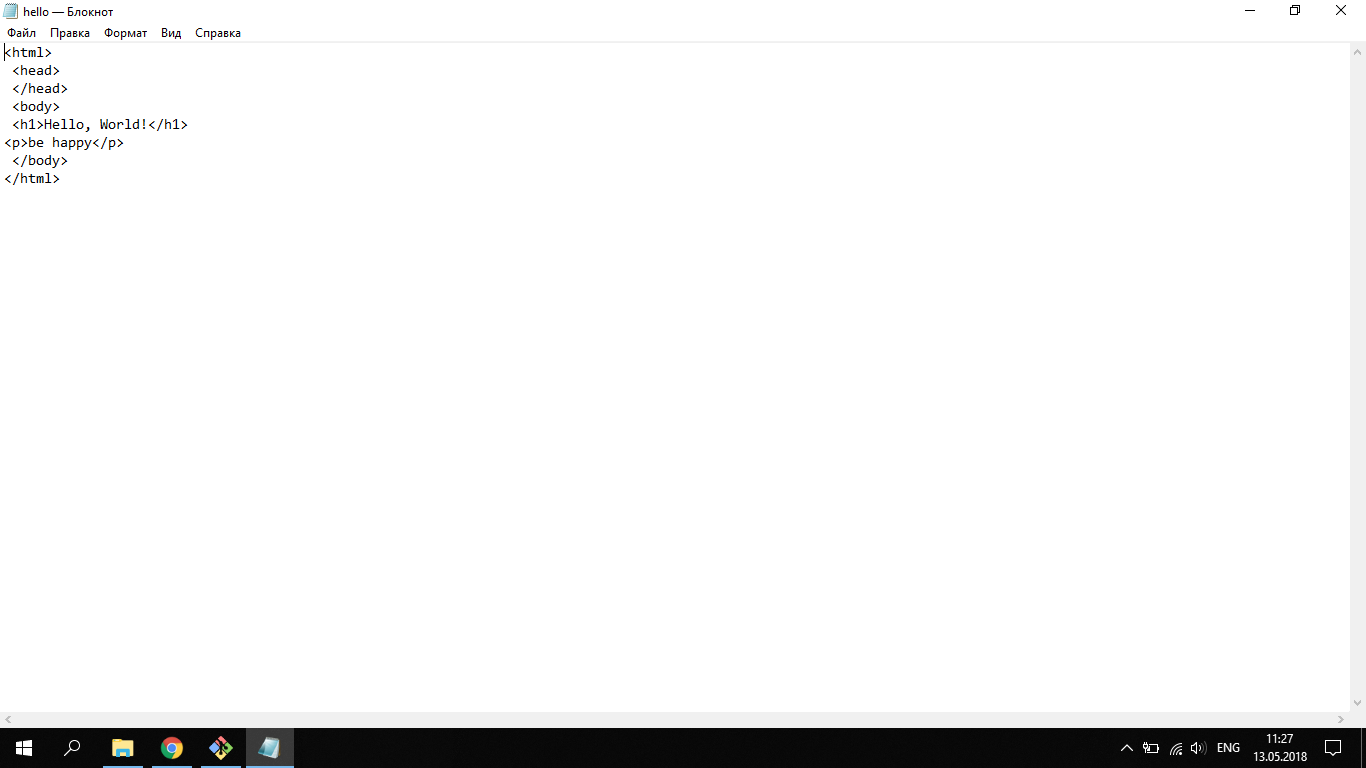 hello — Блокнот
Файл Правка Формат Вид Справка
<html>
 <head>
 </head>
 <body>
 <h1>Hello, World!</h1>
<p>be happy</p>
 </body>
</html>
ENG
11:27
13.05.2018